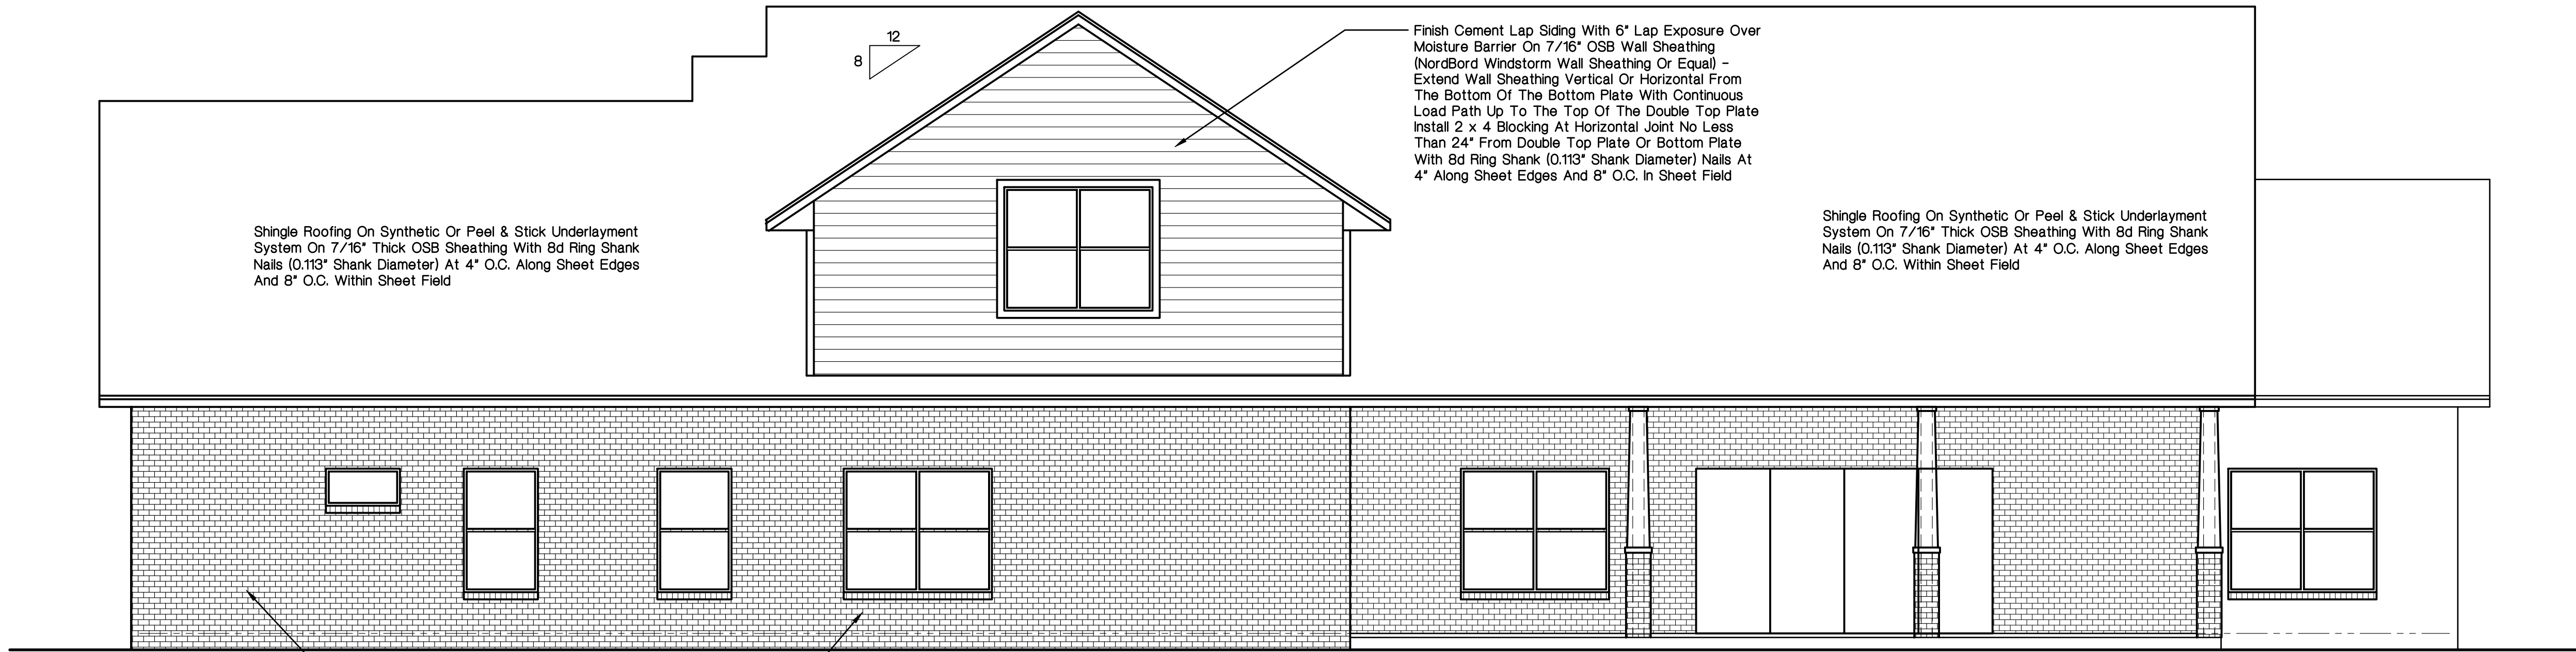 12
8
Finish Cement Lap Siding With 6" Lap Exposure Over
Moisture Barrier On 7/16" OSB Wall Sheathing
(NordBord Windstorm Wall Sheathing Or Equal) -
Extend Wall Sheathing Vertical Or Horizontal From
The Bottom Of The Bottom Plate With Continuous
Load Path Up To The Top Of The Double Top Plate
Install 2 x 4 Blocking At Horizontal Joint No Less
Than 24" From Double Top Plate Or Bottom Plate
With 8d Ring Shank (0.113" Shank Diameter) Nails At
4" Along Sheet Edges And 8" O.C. In Sheet Field
Shingle Roofing On Synthetic Or Peel & Stick Underlayment
System On 7/16" Thick OSB Sheathing With 8d Ring Shank
Nails (0.113" Shank Diameter) At 4" O.C. Along Sheet Edges
And 8" O.C. Within Sheet Field
Shingle Roofing On Synthetic Or Peel & Stick Underlayment
System On 7/16" Thick OSB Sheathing With 8d Ring Shank
Nails (0.113" Shank Diameter) At 4" O.C. Along Sheet Edges
And 8" O.C. Within Sheet Field